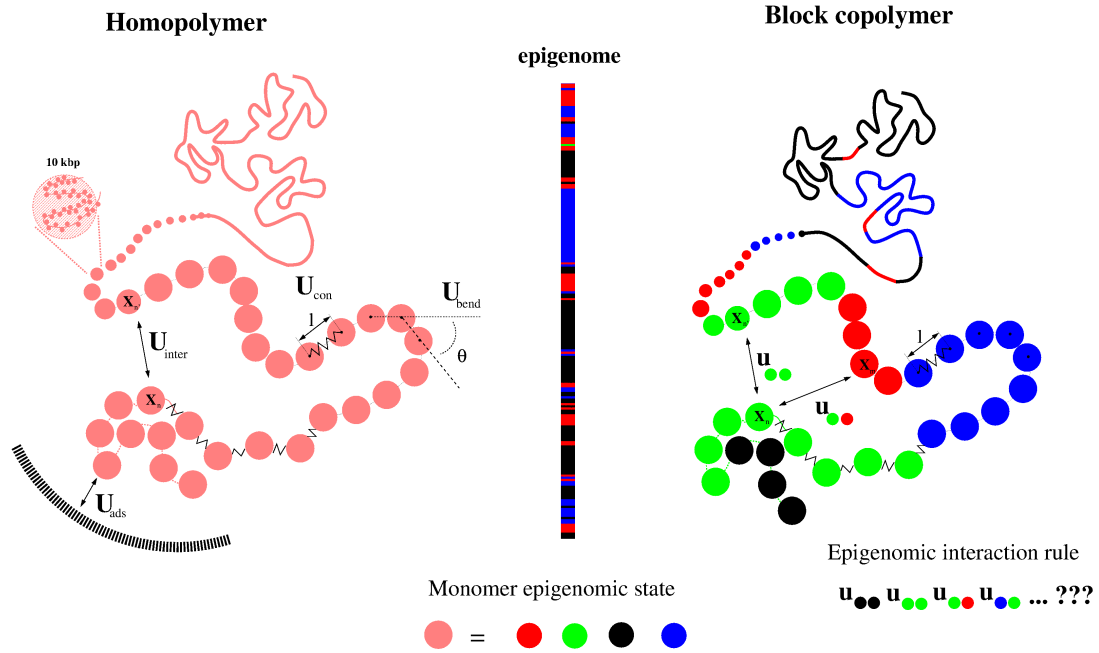 Homopolymer
Block copolymer
epigenome
10 kbp
U con
l
U bend
θ
X n
U inter
X n
U ads
X n
u
l
X m
X n
u
Epigenomic interaction rule
u u u u ... ???
Monomer epigenomic state
=